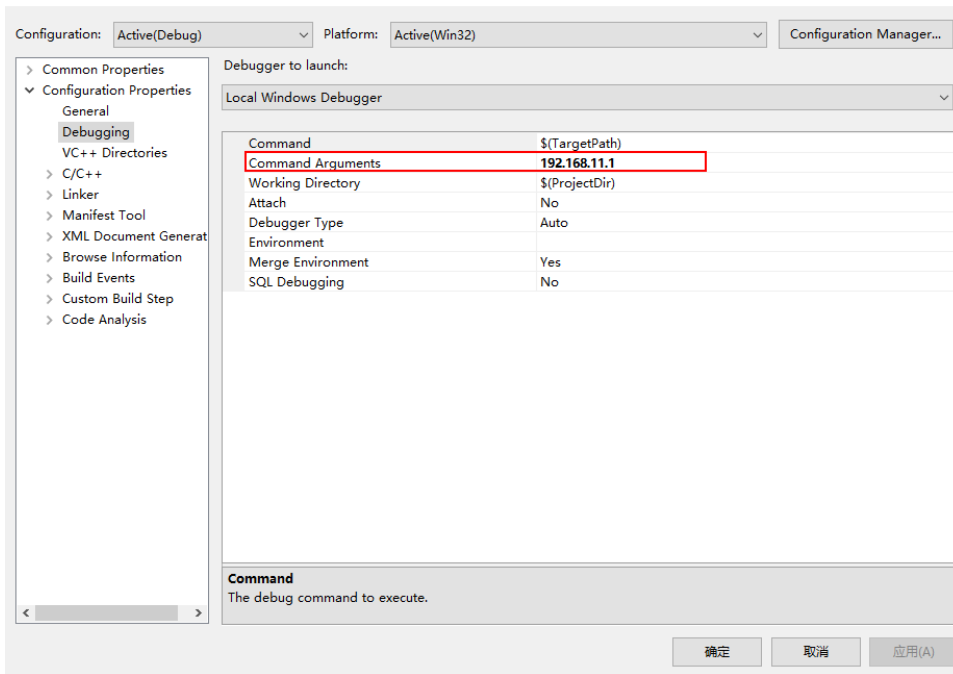 Configuration: Active(Debug) Platform: Active(Win32) Configuration Manager...
Common Properties
Configuration Properties
General
Debugging
VC++ Directories
C/C++
Linker
Manifest Tool
XML Document Generat
Browse Information
Build Events
Custom Build Step
Code Analysis
Debugger to launch:
Local Windows Debugger
Command $(TargetPath)
Command Arguments 192.168.11.1
Working Directory $(ProjectDir)
Attach No
Debugger Type Auto
Environment
Merge Environment Yes
SQL Debugging No
Command
The debug command to execute.
确定 取消 应用(A)